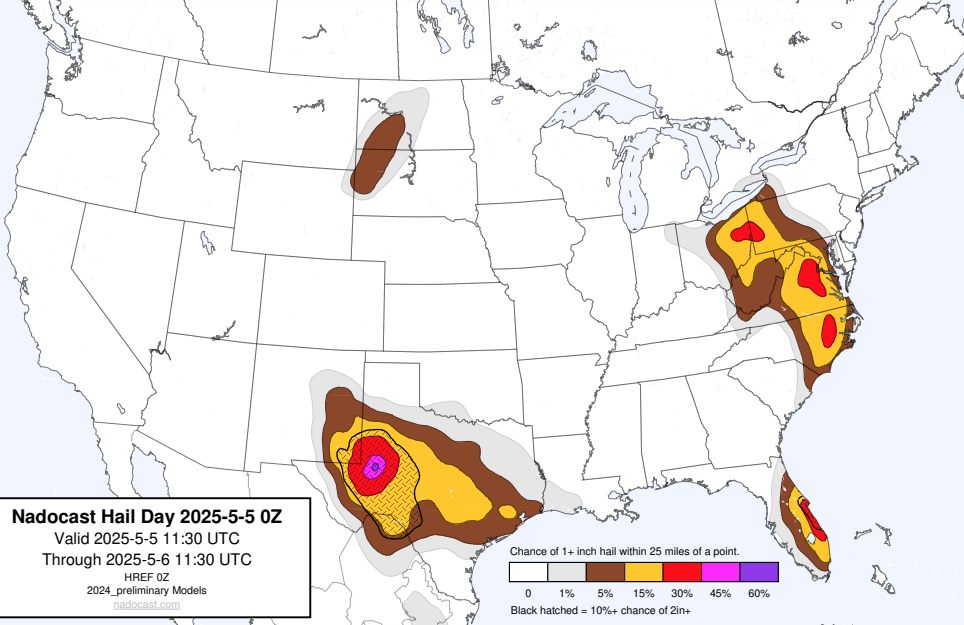 Nadocast Hail Day 2025-5-5 0Z
Valid 2025-5-5 11:30 UTC
Through 2025-5-6 11:30 UTC
HREF 0Z
2024_preliminary Models
nadocast.com
Chance of 1+ inch hail within 25 miles of a point.
0 1% 5% 15% 30% 45% 60%
Black hatched = 10%+ chance of 2in+